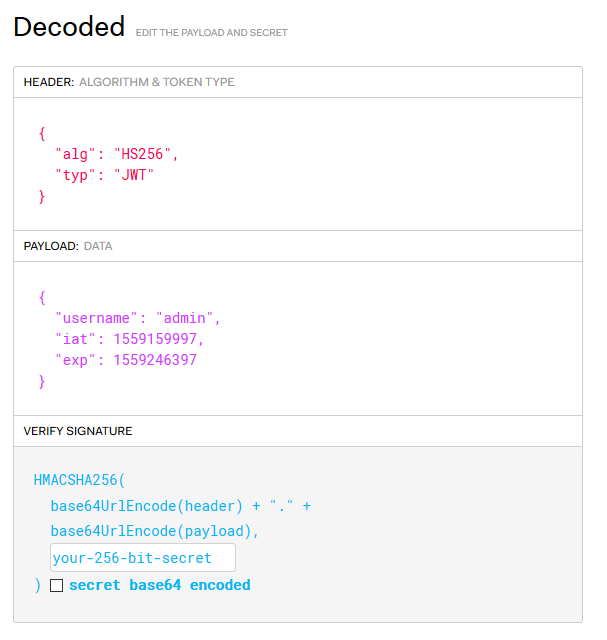 Decoded EDIT THE PAYLOAD AND SECRET
HEADER: ALGORITHM & TOKEN TYPE
{
"alg": "HS256",
"typ": "JWT"
}
PAYLOAD: DATA
{
"username": "admin",
"iat": 1559159997,
"exp": 1559246397
}
VERIFY SIGNATURE
HMACSHA256(
base64UrlEncode(header) + "." +
base64UrlEncode(payload),
your-256-bit-secret
) secret base64 encoded